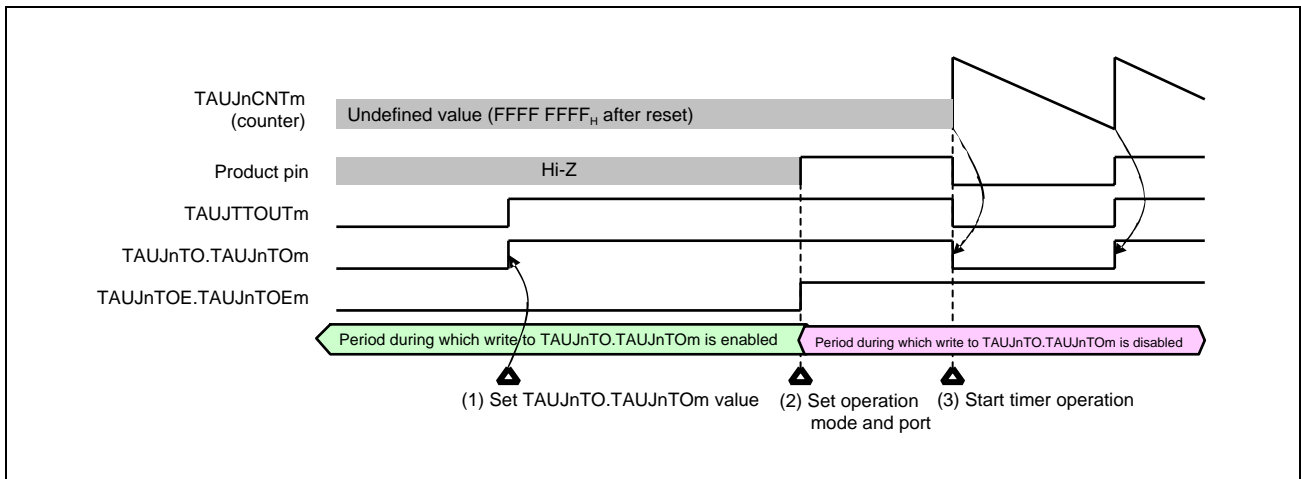 TAUJnCNTm
(counter)
Undefined value (FFFF FFFFH after reset)
Product pin
Hi-Z
TAUJTTOUTm
TAUJnTO.TAUJnTOm
TAUJnTOE.TAUJnTOEm
Period during which write to TAUJnTO.TAUJnTOm is enabled
Period during which write to TAUJnTO.TAUJnTOm is disabled
(1) Set TAUJnTO.TAUJnTOm value
(2) Set operation
mode and port
(3) Start timer operation